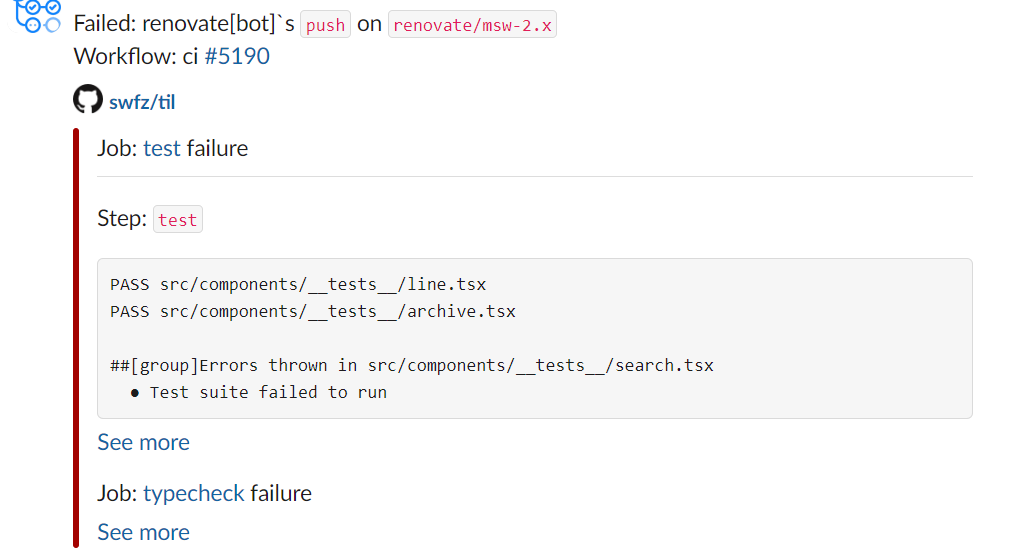 Failed: renovate[bot]`s push on renovate/msw-2.x
Workflow: ci #5190
swfz/til
Job: test failure
Step: test
PASS src/components/__tests__/line.tsx
PASS src/components/__tests__/archive.tsx
##[group]Errors thrown in src/components/__tests__/search.tsx
● Test suite failed to run
See more
Job: typecheck failure
See more